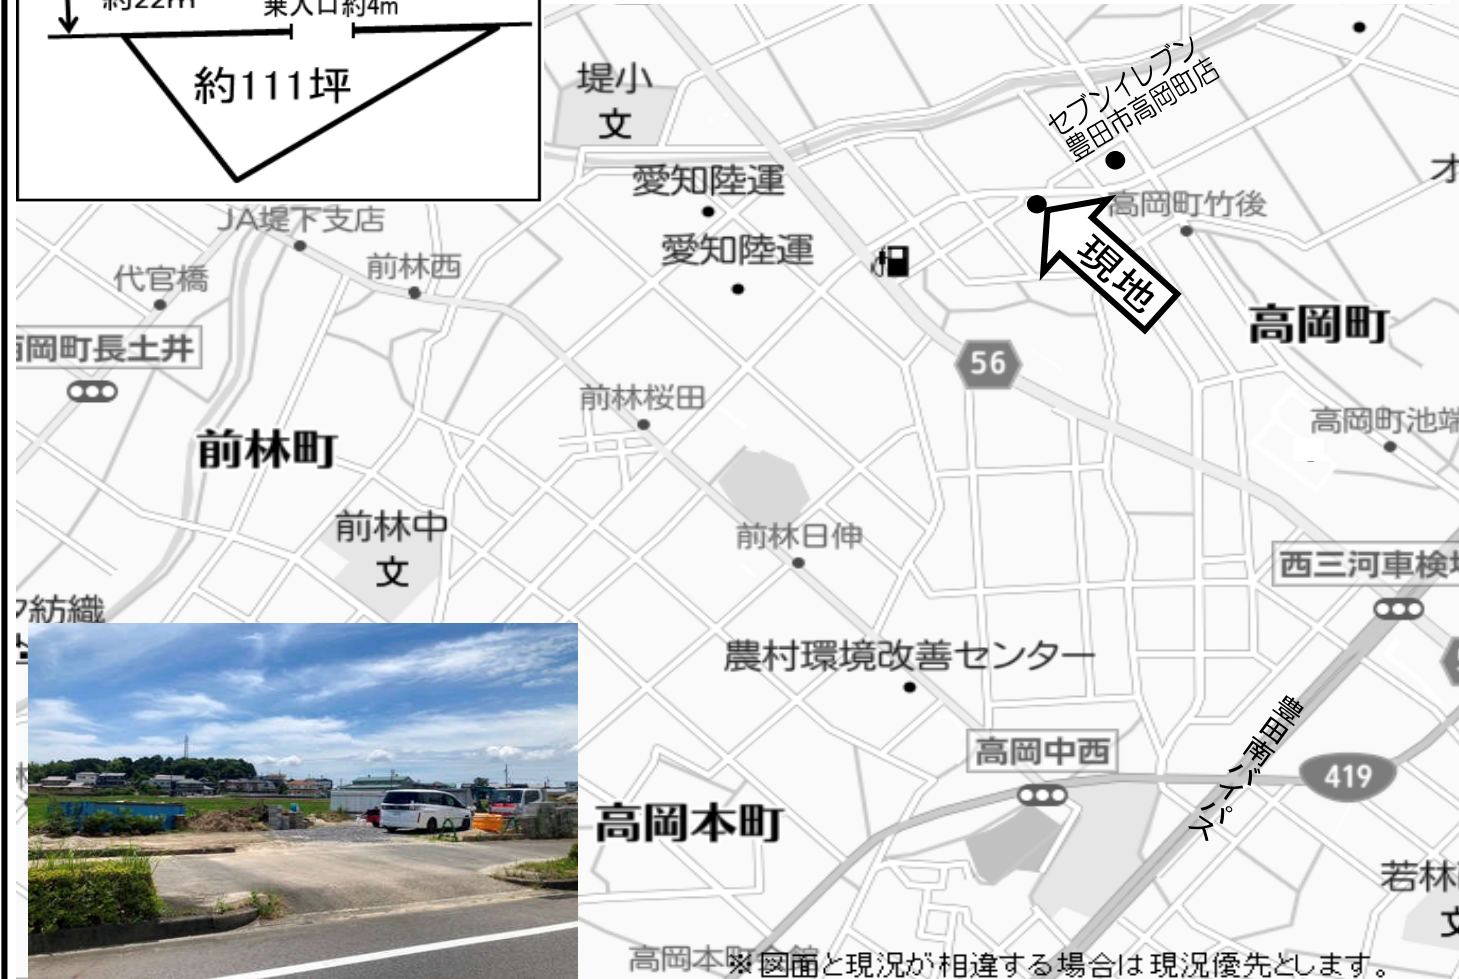 約22m
乗入口約4m
約111坪
堤小
文
セブンイレブン
豊田市高岡町店
愛知陸運
愛知陸運
高岡町竹後
現地
JA堤下支店
前林西
代官橋
岡町長土井
高岡町
56
前林桜田
高岡町池端
前林町
前林中
文
前林日伸
西三河車検場
紡織
農村環境改善センター
豊田南バイパス
高岡中西
419
高岡本町
若林
文
高岡本町
※図面と現況が相違する場合は現況優先とします。